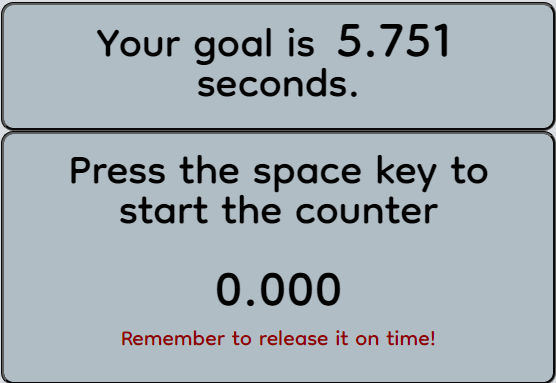 Your goal is 5.751
seconds.
Press the space key to
start the counter
0.000
Remember to release it on time!